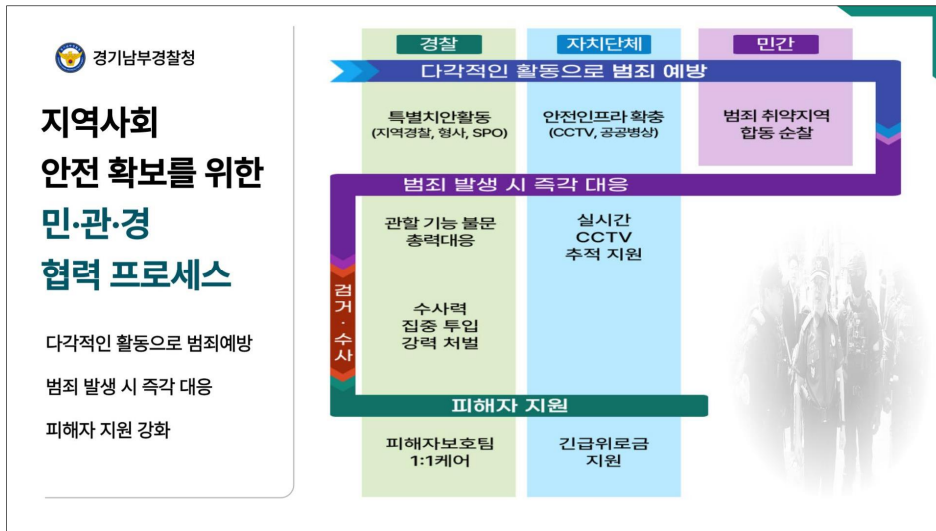 경기남부경찰청
지역사회
안전 확보를 위한
민·관·경
협력 프로세스
다각적인 활동으로 범죄예방
범죄 발생 시 즉각 대응
피해자 지원 강화
경찰
자치단체
민간
다각적인 활동으로 범죄 예방
특별치안활동
(지역경찰, 형사, SPO)
안전인프라 확충
(CCTV, 공공병상)
범죄 취약지역
합동 순찰
범죄 발생 시 즉각 대응
관할 기능 불문
총력대응
실시간
CCTV
추적 지원
검거·수사
수사력
집중 투입
강력 처벌
피해자 지원
피해자보호팀
1:1케어
긴급위로금
지원